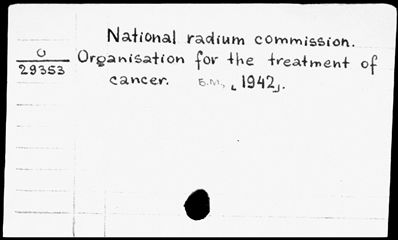 National radium commission.
U
29353
Organisation for the treatment of
cancer. Б.м., [1942].